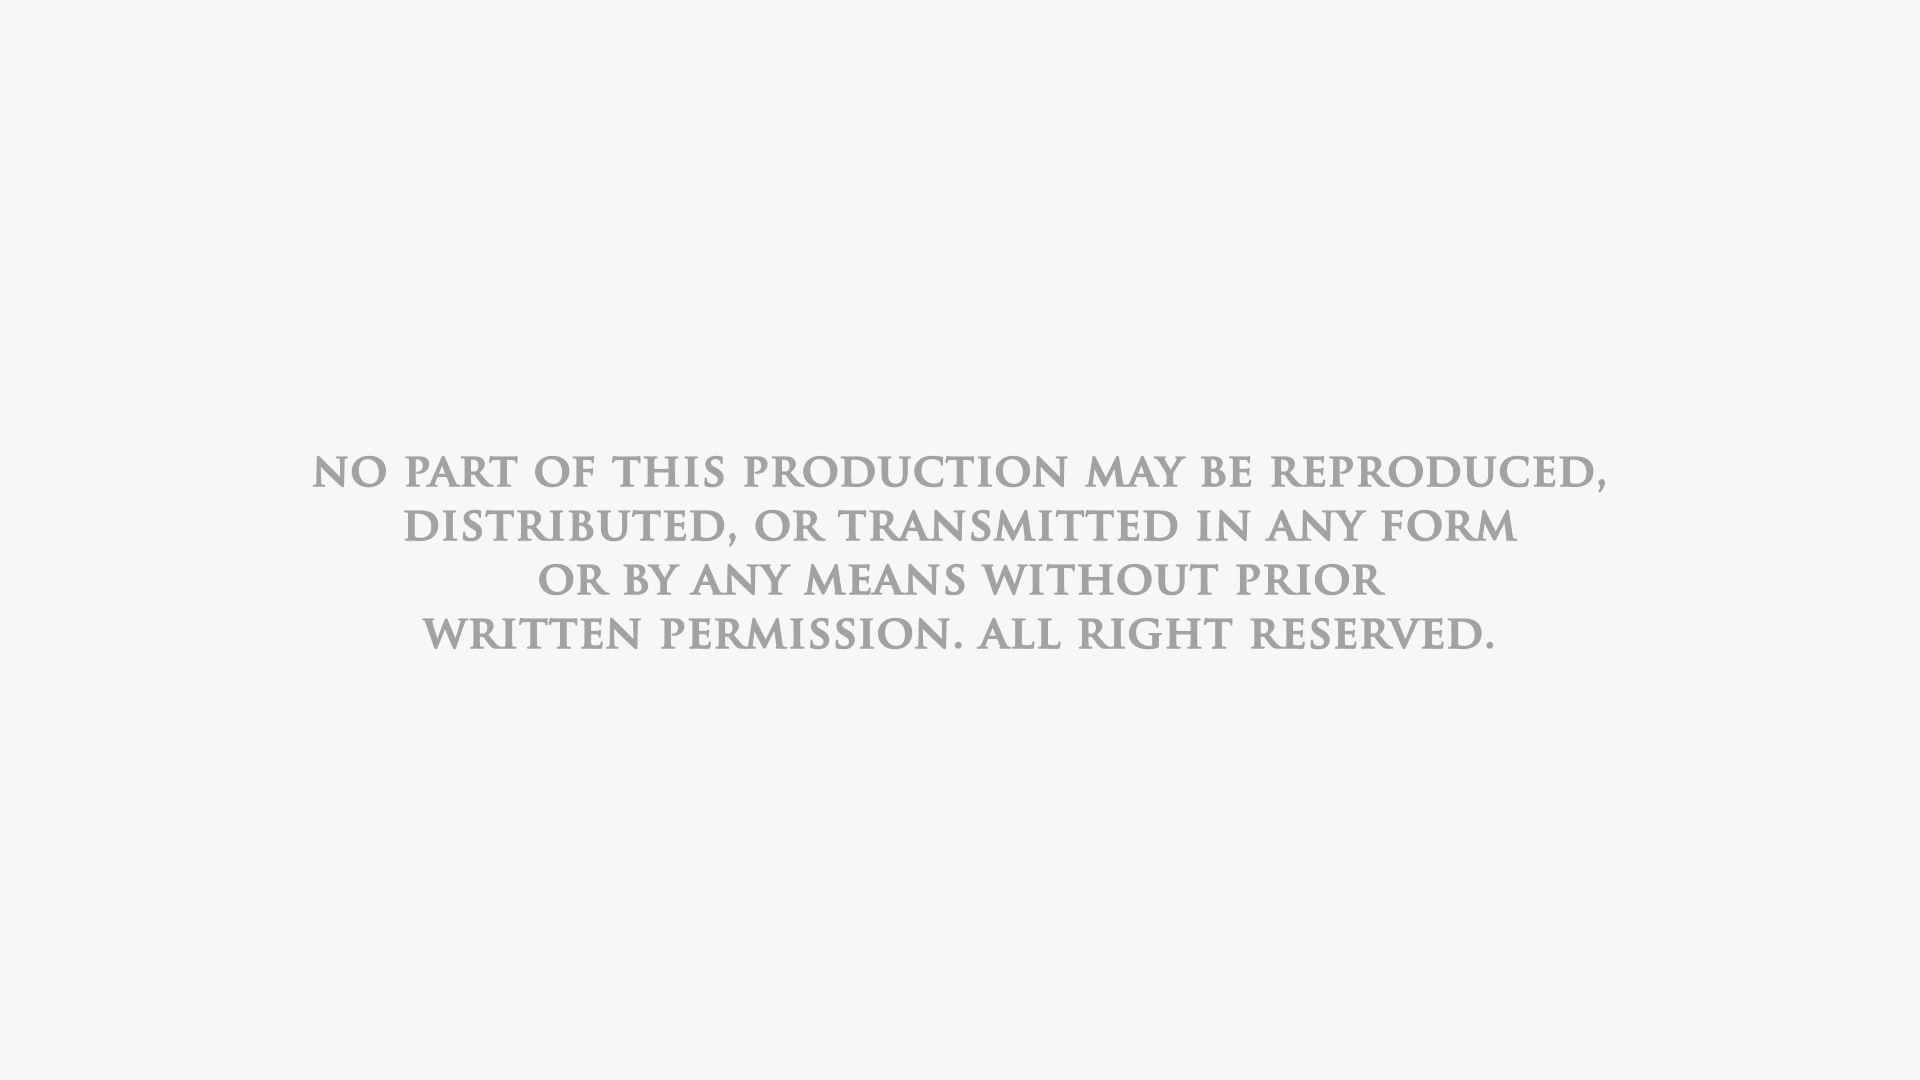 NO PART OF THIS PRODUCTION MAY BE REPRODUCED,
DISTRIBUTED, OR TRANSMITTED IN ANY FORM
OR BY ANY MEANS WITHOUT PRIOR
WRITTEN PERMISSION. ALL RIGHT RESERVED.